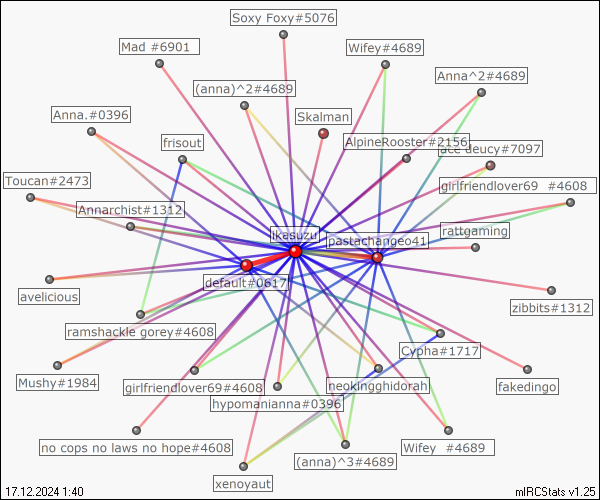 Soxy Foxy#5076
Mad #6901
Wifey#4689
Anna^2#4689
(anna)^2#4689
Anna.#0396
Skalman
AlpineRooster#2156
frisout
ace deucy#7097
Toucan#2473
girlfriendlover69 #4608
Annarchist#1312
ikasuzu
pastachangeo41
rattgaming
default#0617
avelicious
zibbits#1312
ramshackle gorey#4608
Cypha#1717
Mushy#1984
girlfriendlover69#4608
neokingghidorah
fakedingo
hypomanianna#0396
no cops no laws no hope#4608
(anna)^3#4689
Wifey #4689
xenoyaut
17.12.2024 1:40
mIRCStats v1.25